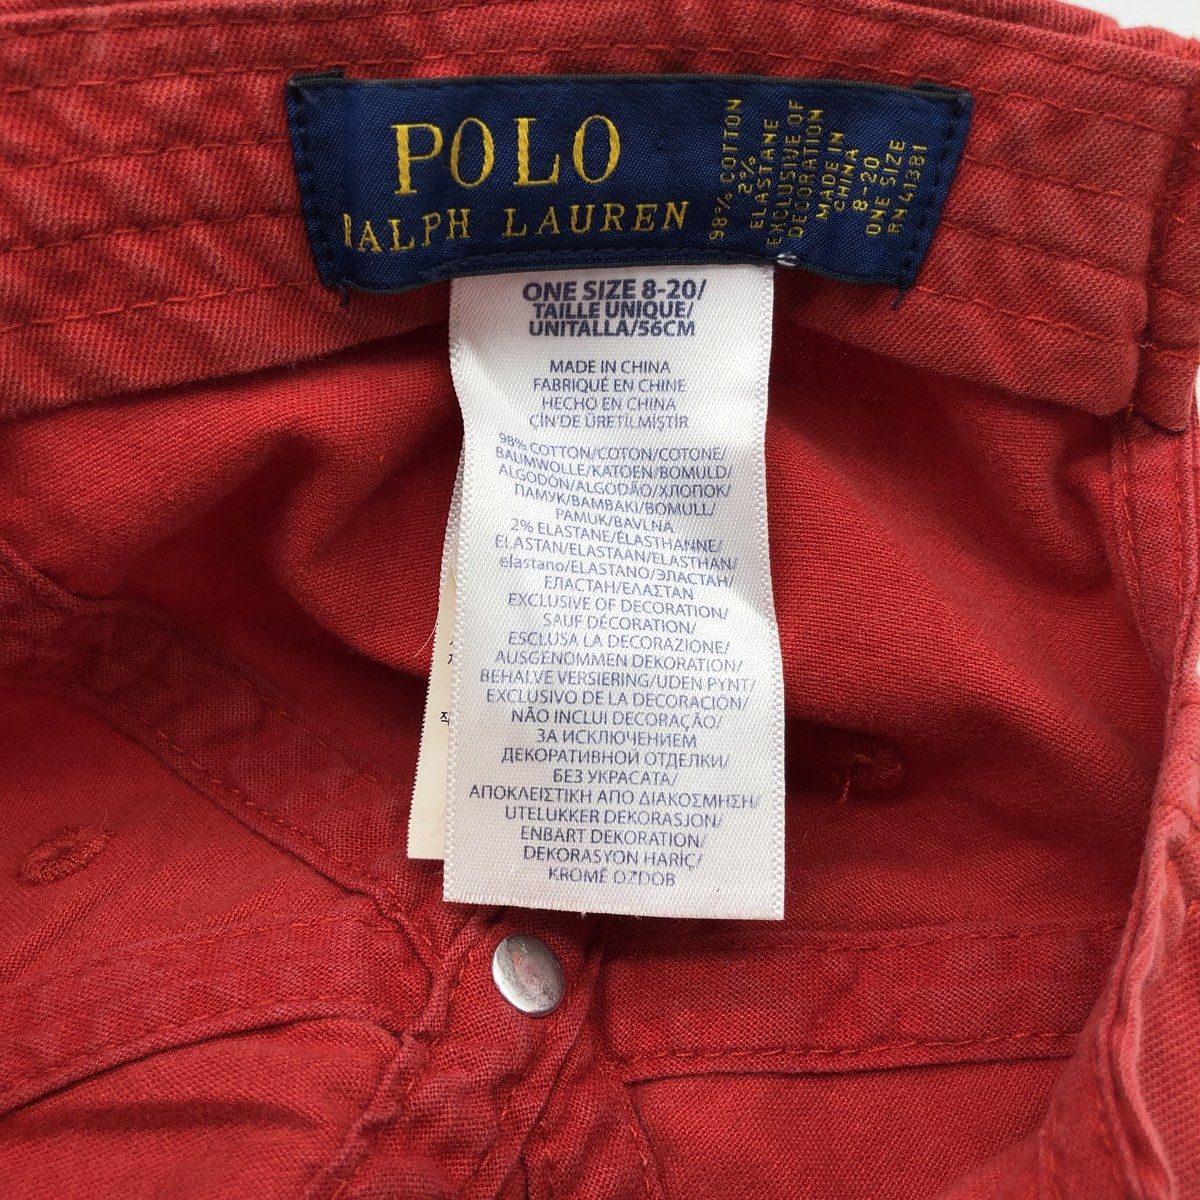 POLO
RALPH LAUREN
98% COTTON
2%
ELASTANE
EXCLUSIVE OF
DECORATION
MADE IN
CHINA
8-20
ONE SIZE
RN 41381
ONE SIZE 8-20/
TAILLE UNIQUE/
UNITALLA/56CM
MADE IN CHINA
FABRIQUÉ EN CHINE
HECHO EN CHINA
ÇİN'DE ÜRETİLMİŞTİR
98% COTTON/COTON/COTONE/
BAUMWOLLE/KATOEN/BOMULD/
ALGODÓN/ALGODÃO/ХЛОПОК/
ПАМУК/ΒΑΜΒΑΚΙ/BOMULL/
PAMUK/BAVLNA
2% ELASTANE/ÉLASTHANNE/
ELASTAN/ELASTAAN/ELASTHAN/
elastano/ELASTANO/ЭЛАСТАН/
ЕЛАСТАН/ΕΛΑΣΤΑΝ
EXCLUSIVE OF DECORATION/
SAUF DÉCORATION/
ESCLUSA LA DECORAZIONE/
AUSGENOMMEN DEKORATION/
BEHALVE VERSIERING/UDEN PYNT/
EXCLUSIVO DE LA DECORACIÓN/
NÃO INCLUI DECORAÇÃO/
ЗА ИСКЛЮЧЕНИЕМ
ДЕКОРАТИВНОЙ ОТДЕЛКИ/
БЕЗ УКРАСАТА/
ΑΠΟΚΛΕΙΣΤΙΚΗ ΑΠΟ ΔΙΑΚΟΣΜΗΣΗ/
UTELUKKER DEKORASJON/
ENBART DEKORATION/
DEKORASYON HARİÇ/
KROMĚ OZDOB